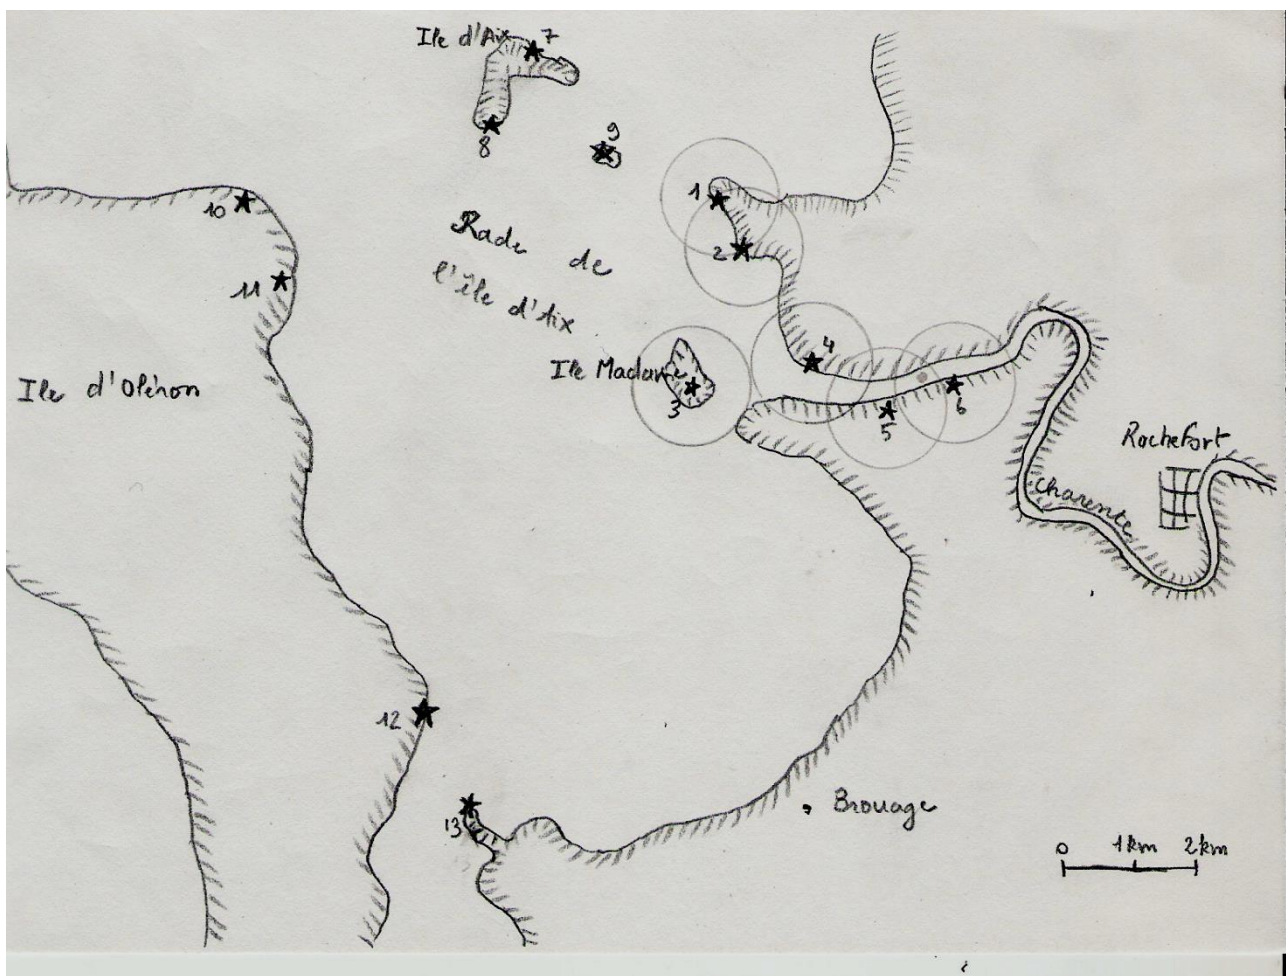 Ile d'Aix
7
8
9
1
10
2
Rade de
l'île d'Aix
11
4
Ile Madame
3
Ile d'Oléron
6
5
Rochefort
Charente
12
13
Brouage
0 1km 2km